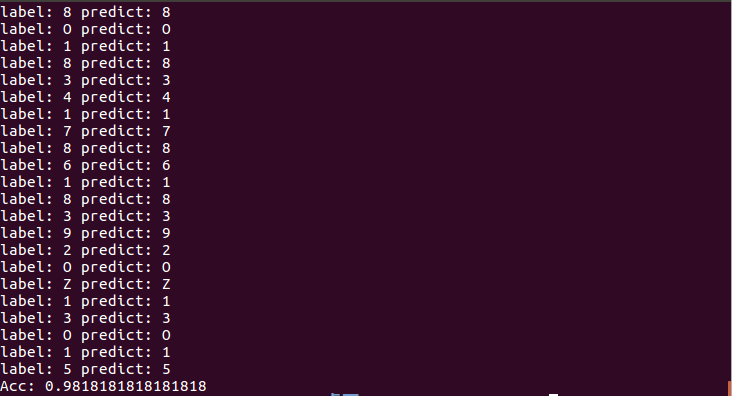 label: 8 predict: 8
label: 0 predict: 0
label: 1 predict: 1
label: 8 predict: 8
label: 3 predict: 3
label: 4 predict: 4
label: 1 predict: 1
label: 7 predict: 7
label: 8 predict: 8
label: 6 predict: 6
label: 1 predict: 1
label: 8 predict: 8
label: 3 predict: 3
label: 9 predict: 9
label: 2 predict: 2
label: 0 predict: 0
label: Z predict: Z
label: 1 predict: 1
label: 3 predict: 3
label: 0 predict: 0
label: 1 predict: 1
label: 5 predict: 5
Acc: 0.9818181818181818